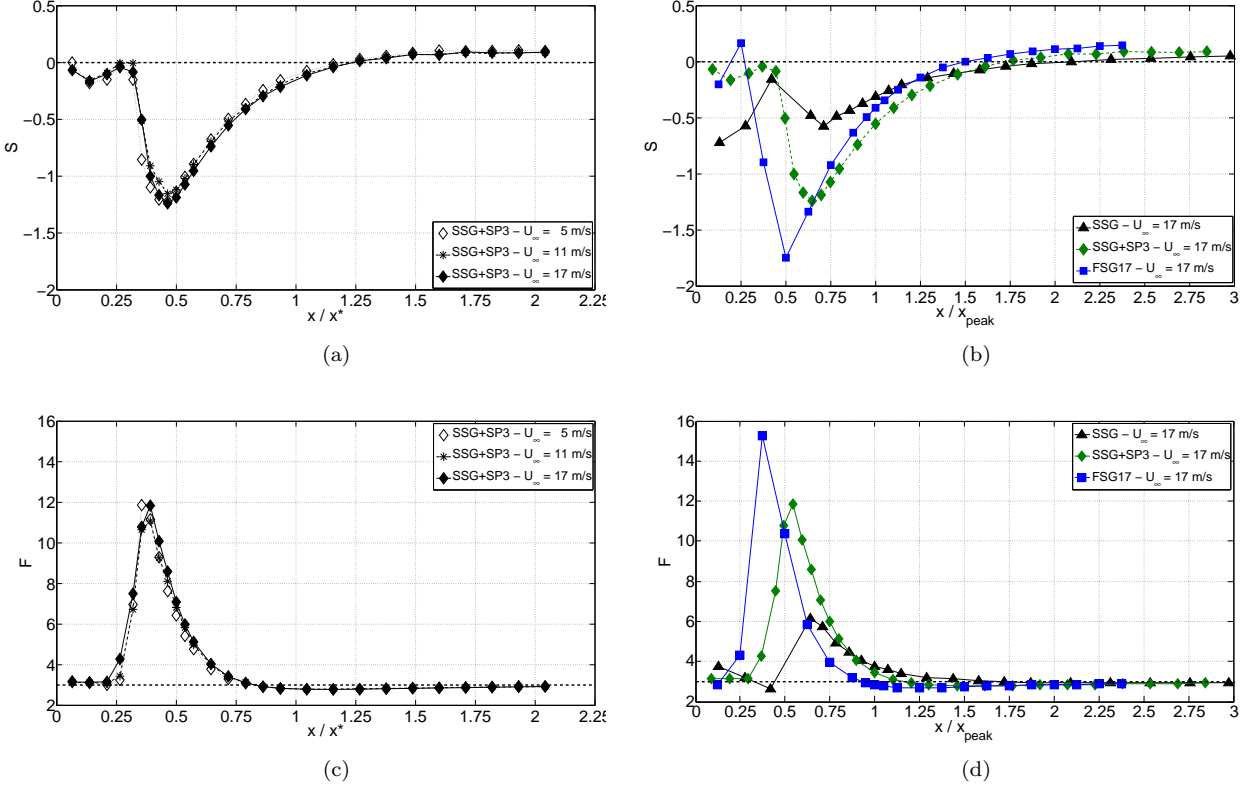 0.5
0
−0.5
−1
−1.5
−2
S
0 0.25 0.5 0.75 1 1.25 1.5 1.75 2 2.25
x / x*
SSG+SP3 – U∞ = 5 m/s
SSG+SP3 – U∞ = 11 m/s
SSG+SP3 – U∞ = 17 m/s
(a)
0.5
0
−0.5
−1
−1.5
−2
S
0 0.25 0.5 0.75 1 1.25 1.5 1.75 2 2.25 2.5 2.75 3
x / xpeak
SSG – U∞ = 17 m/s
SSG+SP3 – U∞ = 17 m/s
FSG17 – U∞ = 17 m/s
(b)
16
14
12
10
8
6
4
2
F
0 0.25 0.5 0.75 1 1.25 1.5 1.75 2 2.25
x / x*
SSG+SP3 – U∞ = 5 m/s
SSG+SP3 – U∞ = 11 m/s
SSG+SP3 – U∞ = 17 m/s
(c)
16
14
12
10
8
6
4
2
F
0 0.25 0.5 0.75 1 1.25 1.5 1.75 2 2.25 2.5 2.75 3
x / xpeak
SSG – U∞ = 17 m/s
SSG+SP3 – U∞ = 17 m/s
FSG17 – U∞ = 17 m/s
(d)